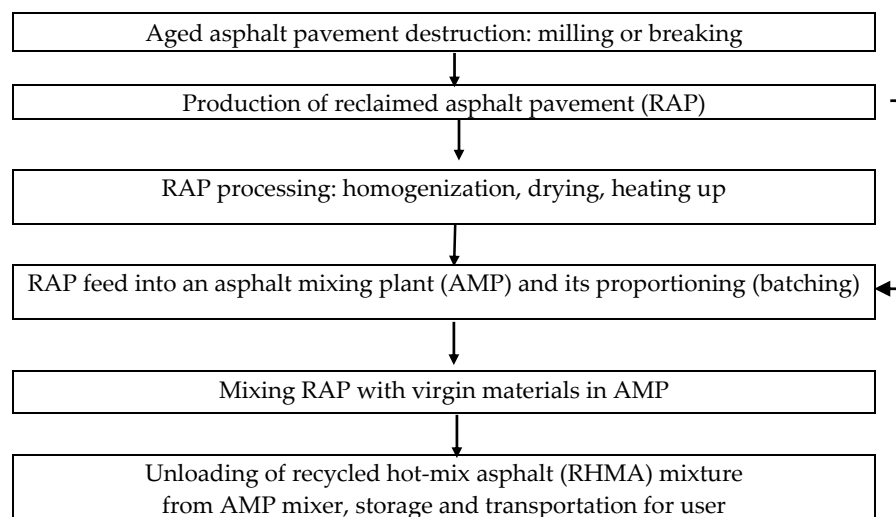 Aged asphalt pavement destruction: milling or breaking
Production of reclaimed asphalt pavement (RAP)
RAP processing: homogenization, drying, heating up
RAP feed into an asphalt mixing plant (AMP) and its proportioning (batching)
Mixing RAP with virgin materials in AMP
Unloading of recycled hot-mix asphalt (RHMA) mixture
from AMP mixer, storage and transportation for user